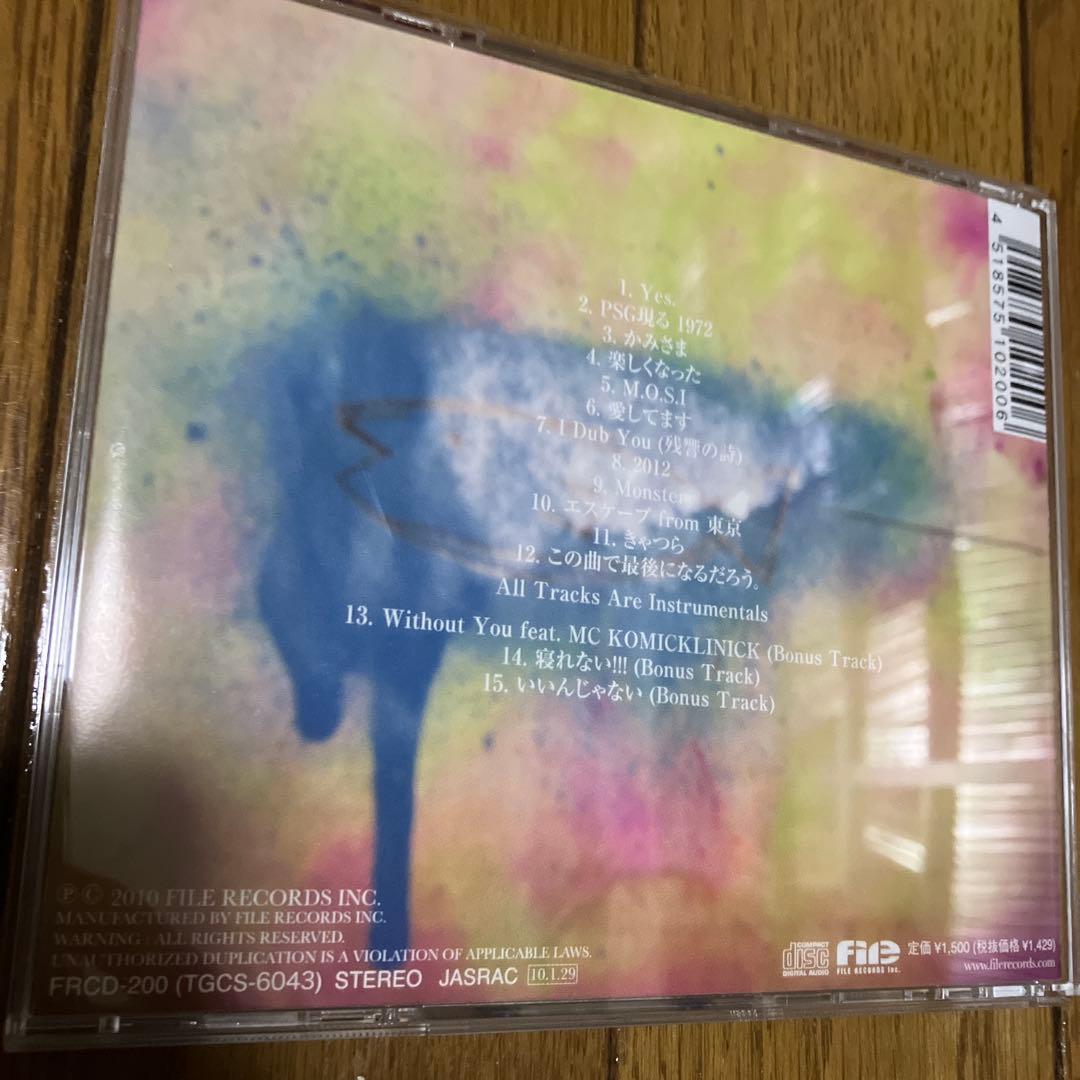 1. Yes.
2. PSG現る 1972
3. かみさま
4. 楽しくなった
5. M.O.S.I
6. 愛してます
7. I Dub You (残響の詩)
8. 2012
9. Monster
10. エスケープ from 東京
11. きゃつら
12. この曲で最後になるだろう。
All Tracks Are Instrumentals
13. Without You feat. MC KOMICKLINICK (Bonus Track)
14. 寝れない!!! (Bonus Track)
15. いいんじゃない (Bonus Track)
4 518575 102006
℗ © 2010 FILE RECORDS INC.
MANUFACTURED BY FILE RECORDS INC.
WARNING : ALL RIGHTS RESERVED.
UNAUTHORIZED DUPLICATION IS A VIOLATION OF APPLICABLE LAWS.
FRCD-200 (TGCS-6043) STEREO JASRAC 10.1.29
COMPACT
disc
DIGITAL AUDIO
FILE
FILE RECORDS Inc.
定価 ¥1,500 (税抜価格 ¥1,429)
www.filerecords.com